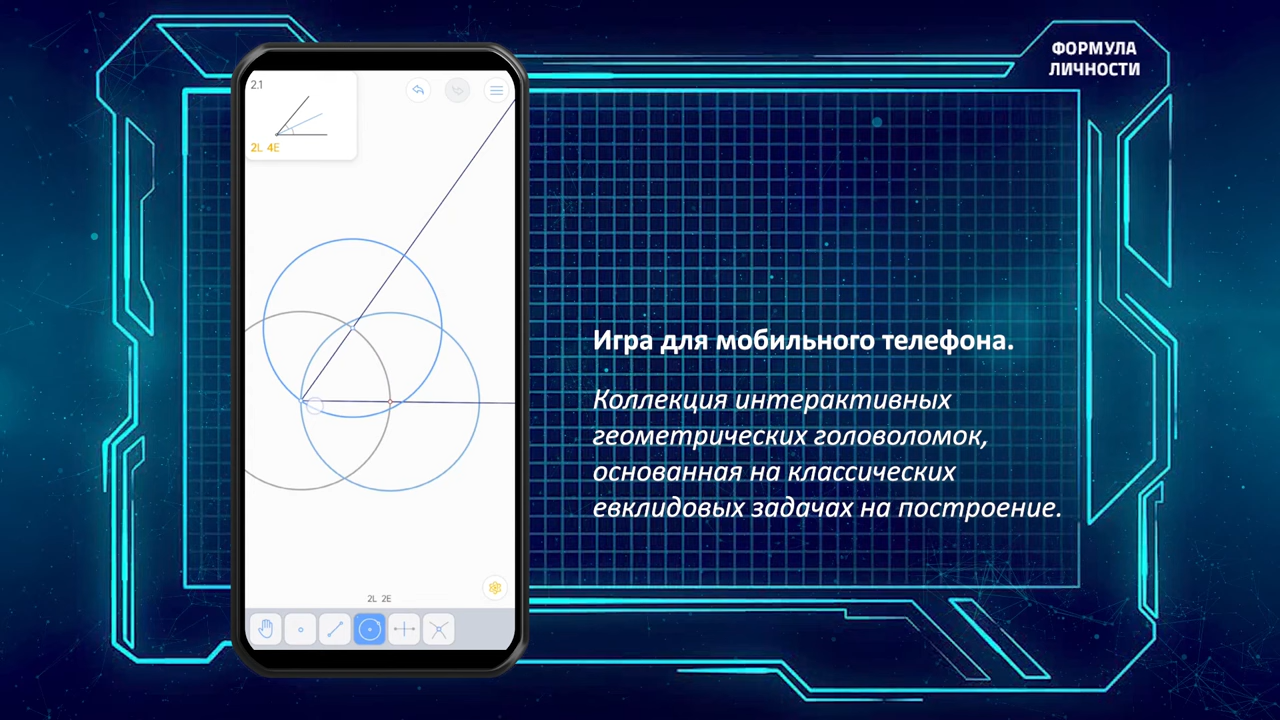 ФОРМУЛА
ЛИЧНОСТИ
2.1
2L 4E
Игра для мобильного телефона.
Коллекция интерактивных
геометрических головоломок,
основанная на классических
евклидовых задачах на построение.
2L 2E